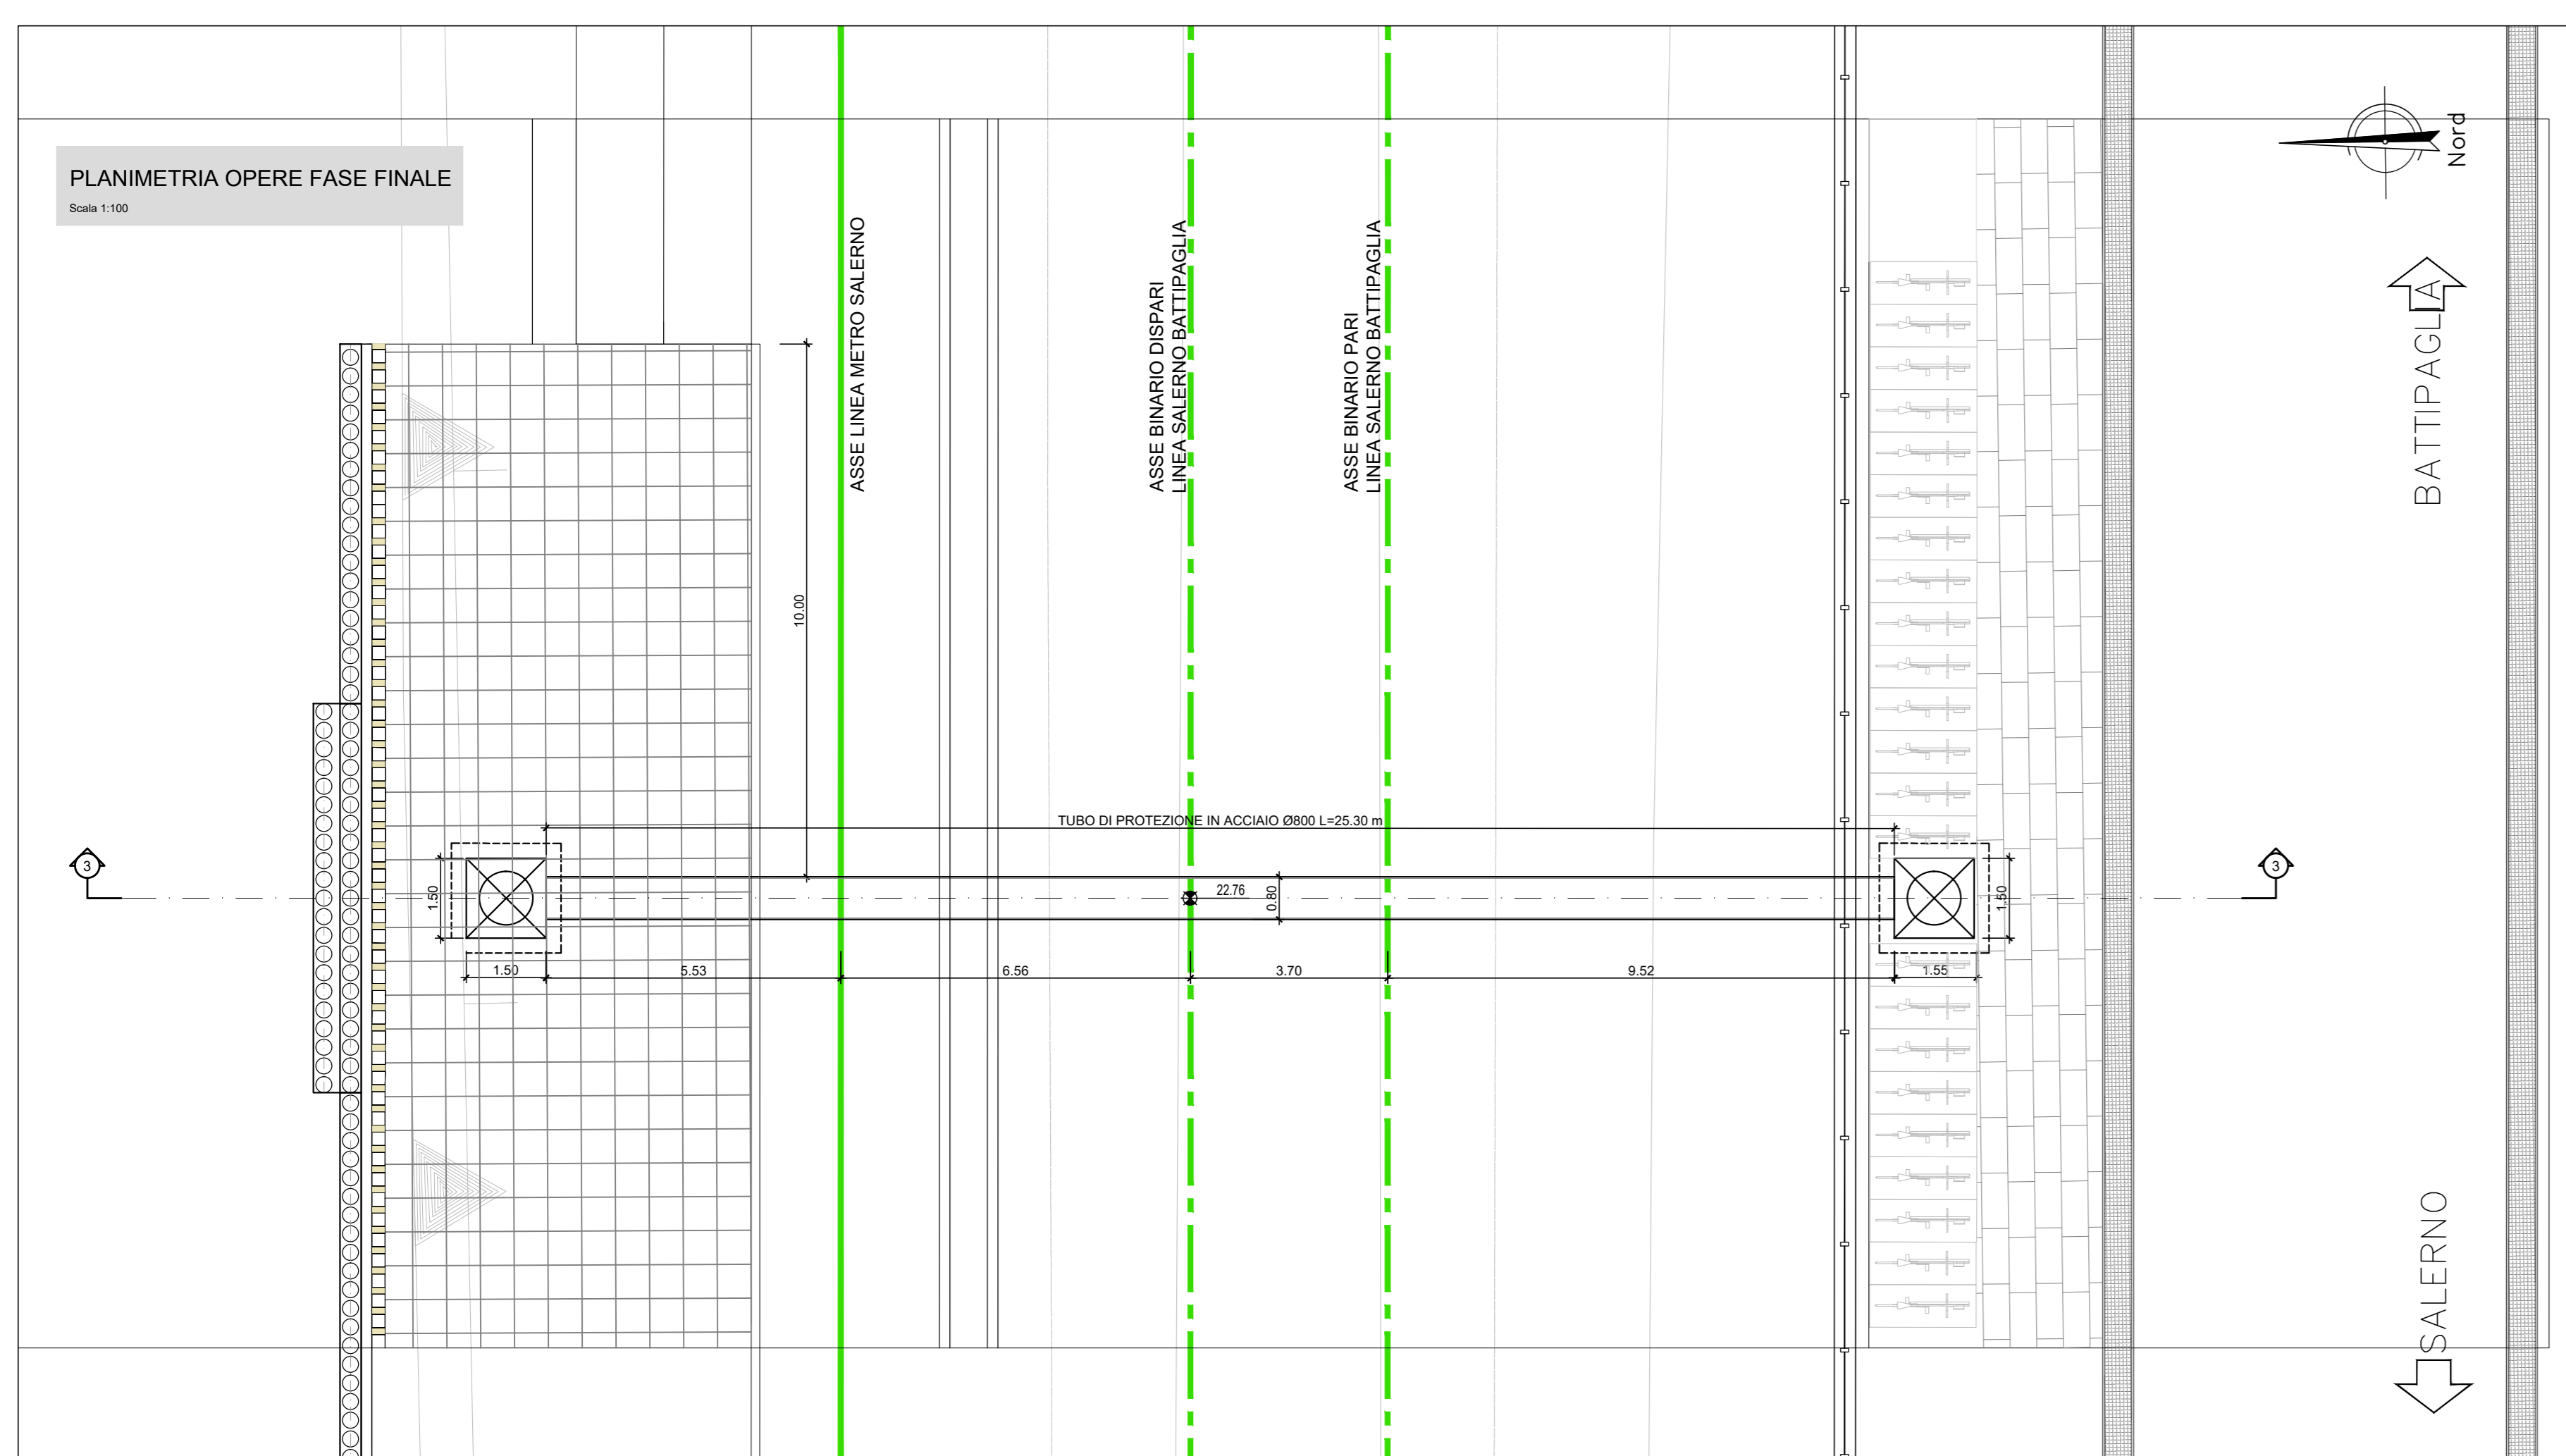 PLANIMETRIA OPERE FASE FINALE
Scala 1:100
Nord
BATTIPAGLIA
ASSE LINEA METRO SALERNO
ASSE BINARIO DISPARI
LINEA SALERNO BATTIPAGLIA
ASSE BINARIO PARI
LINEA SALERNO BATTIPAGLIA
10.00
TUBO DI PROTEZIONE IN ACCIAIO Ø800 L=25.30 m
3
1.50
22.76
0.80
1.50
3
1.50
5.53
6.56
3.70
9.52
1.55
SALERNO